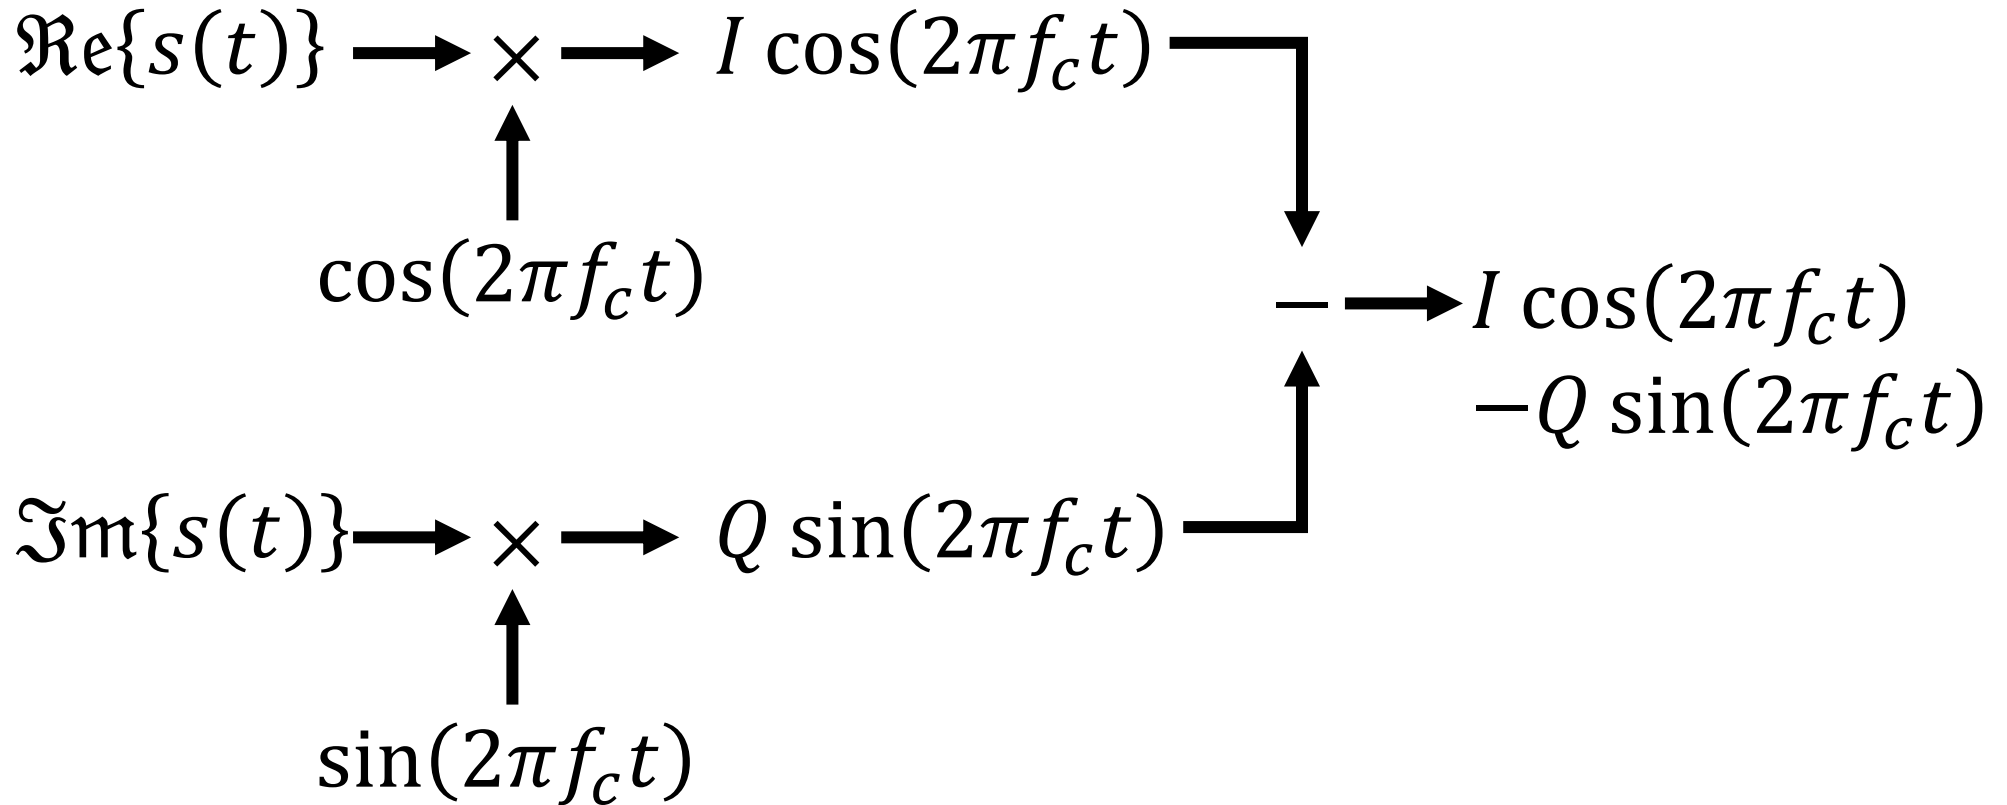 ℜe{s(t)} × I cos(2πf_c t)
cos(2πf_c t)
− I cos(2πf_c t)
−Q sin(2πf_c t)
ℑm{s(t)} × Q sin(2πf_c t)
sin(2πf_c t)